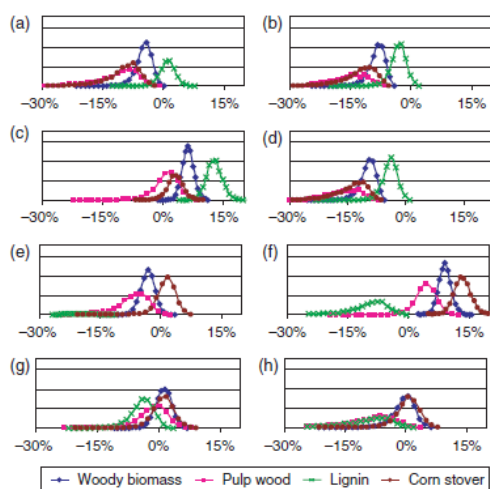 (a) (b)
−30% −15% 0% 15% −30% −15% 0% 15%
(c) (d)
−30% −15% 0% 15% −30% −15% 0% 15%
(e) (f)
−30% −15% 0% 15% −30% −15% 0% 15%
(g) (h)
−30% −15% 0% 15% −30% −15% 0% 15%
Woody biomass Pulp wood Lignin Corn stover